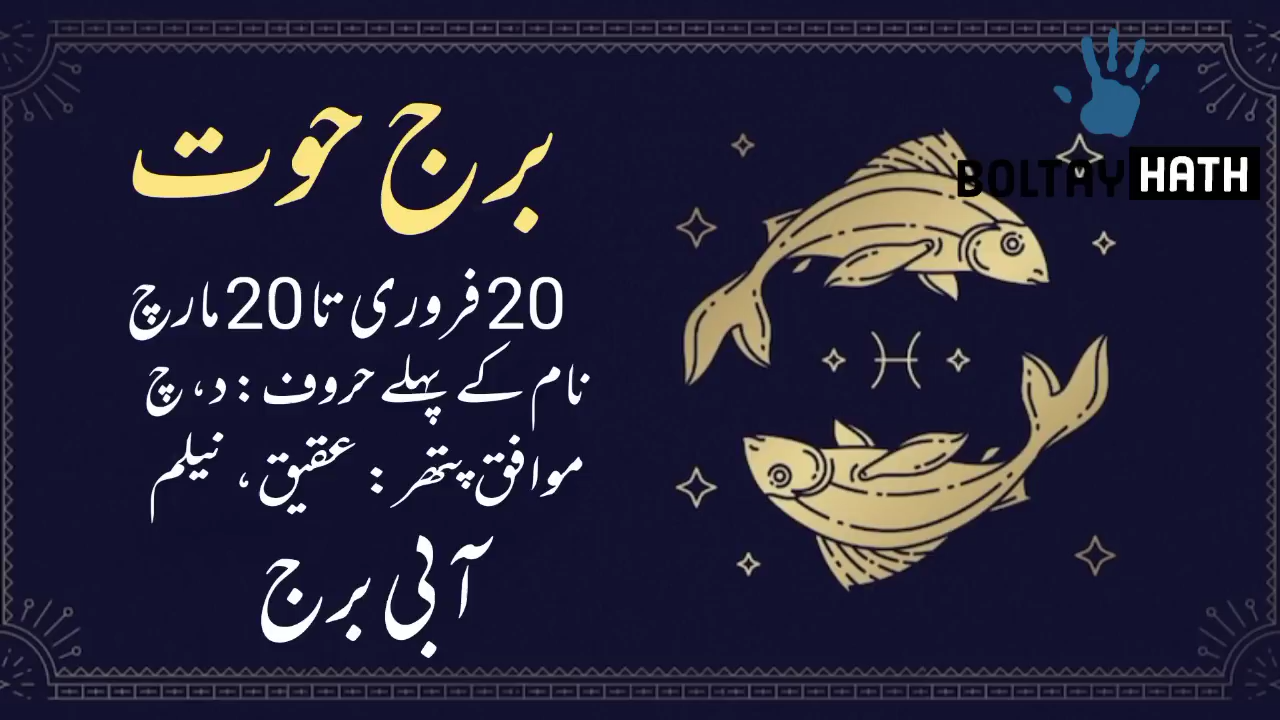 برج حوت
20 فروری تا 20 مارچ
نام کے پہلے حروف : د، چ
موافق پتھر : عقیق، نیلم
آبی برج
BOLTAY HATH